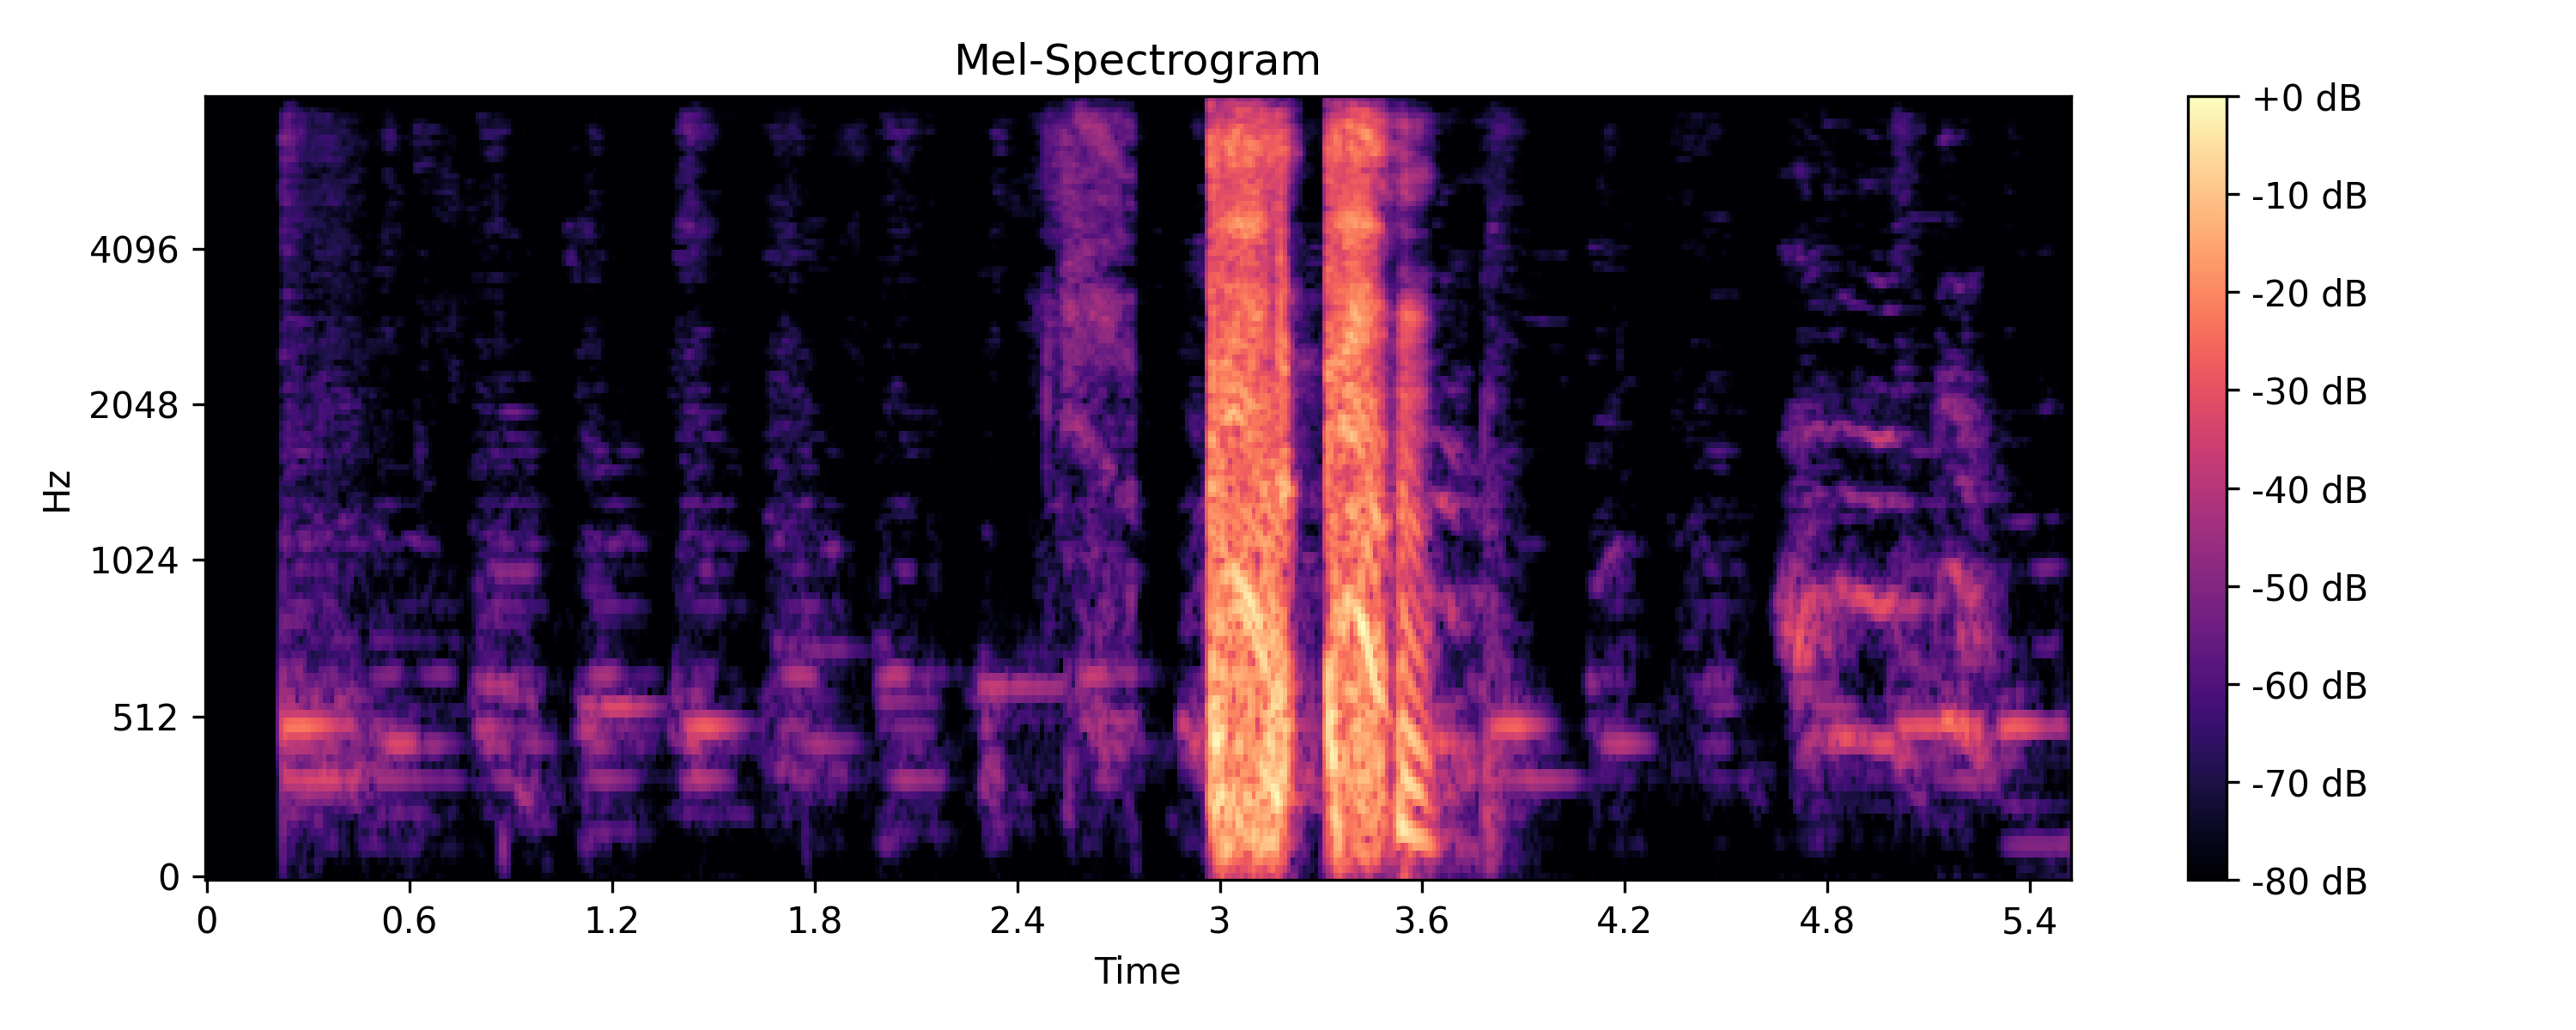 Mel-Spectrogram
+0 dB
-10 dB
-20 dB
-30 dB
-40 dB
-50 dB
-60 dB
-70 dB
-80 dB
4096
2048
1024
512
0
Hz
0 0.6 1.2 1.8 2.4 3 3.6 4.2 4.8 5.4
Time